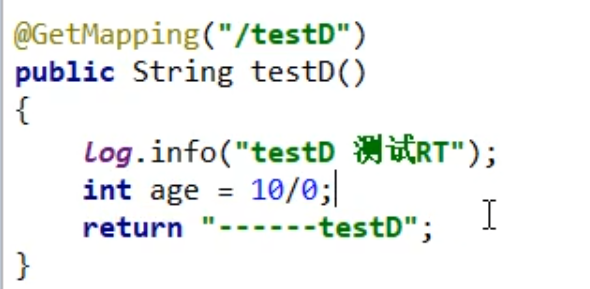 @GetMapping("/testD")
public String testD()
{
    log.info("testD 测试RT");
    int age = 10/0;
    return "------testD";
}